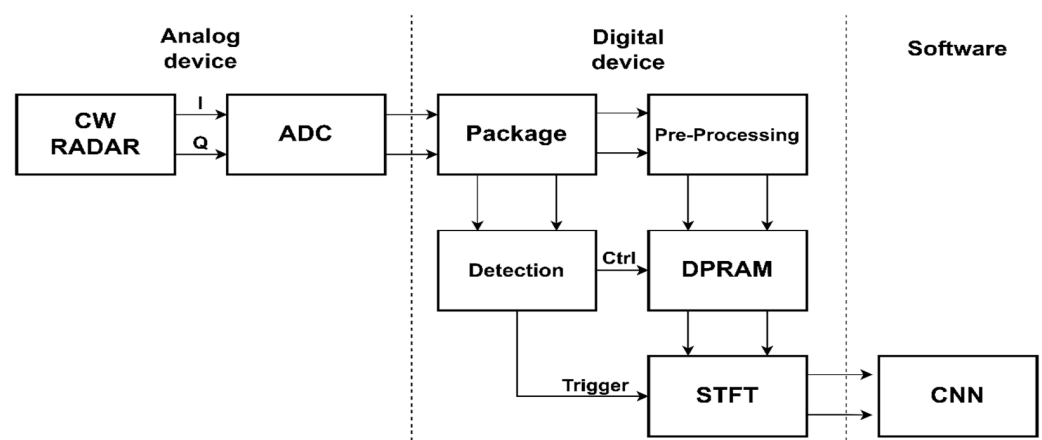 Analog
device
Digital
device
Software
CW
RADAR
I
Q
ADC
Package
Pre-Processing
Detection
Ctrl
DPRAM
Trigger
STFT
CNN